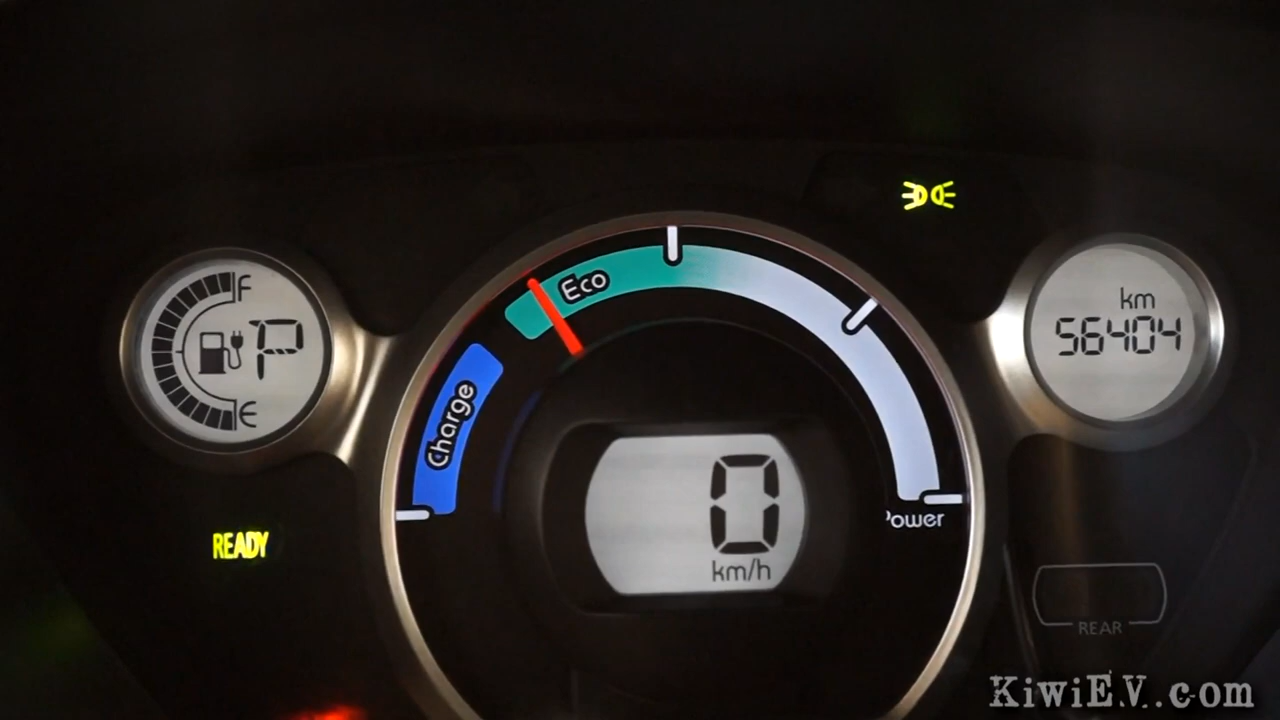 F
P
E
READY
Charge
Eco
Power
0
km/h
km
56404
REAR
KiwiEV.com